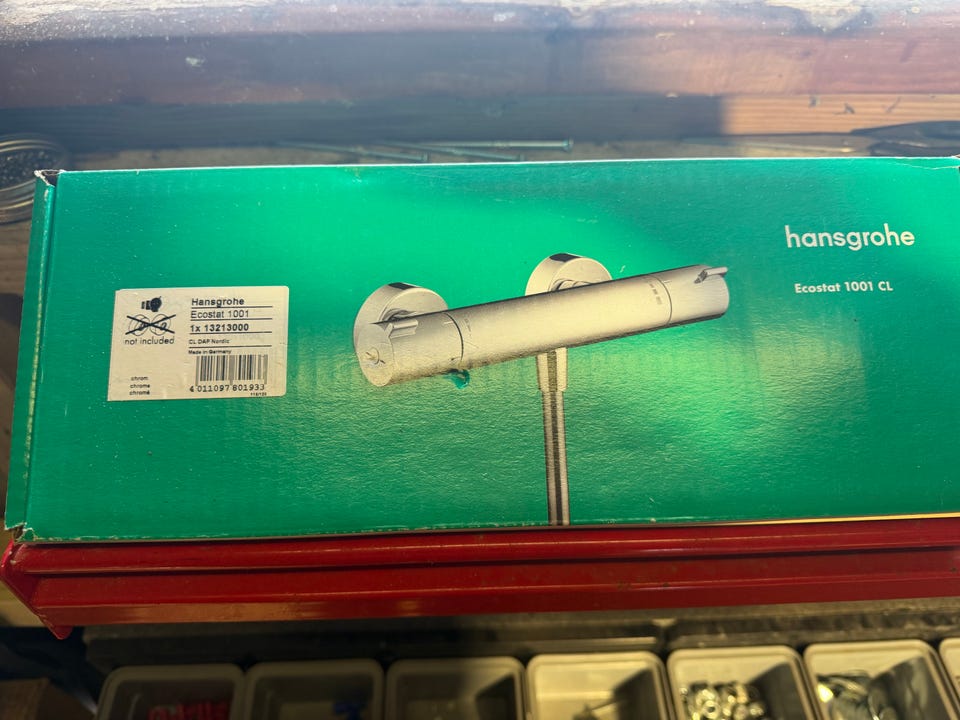 hansgrohe
Ecostat 1001 CL
Hansgrohe
Ecostat 1001
1x 13213000
CL DAP Nordic
Made in Germany
not included
chrom
chrome
chromé
4 011097 801933